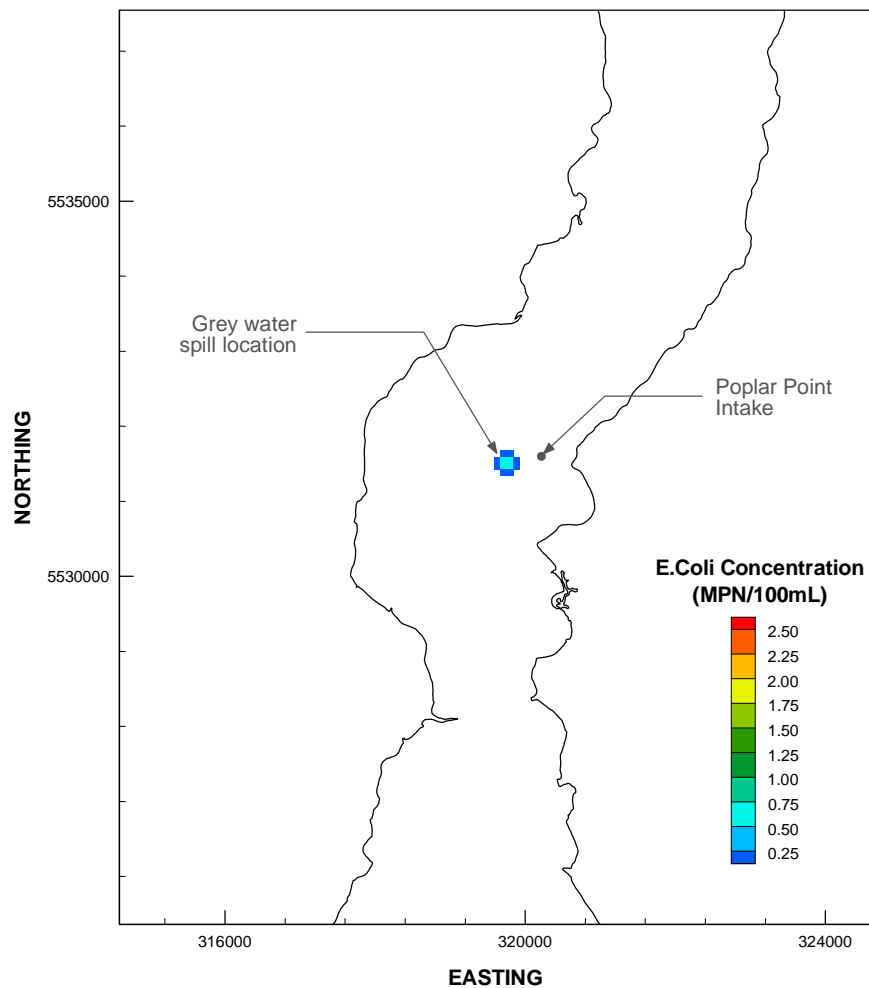 5535000
Grey water
spill location
Poplar Point
Intake
NORTHING
5530000
E.Coli Concentration
(MPN/100mL)
2.50
2.25
2.00
1.75
1.50
1.25
1.00
0.75
0.50
0.25
316000
320000
324000
EASTING